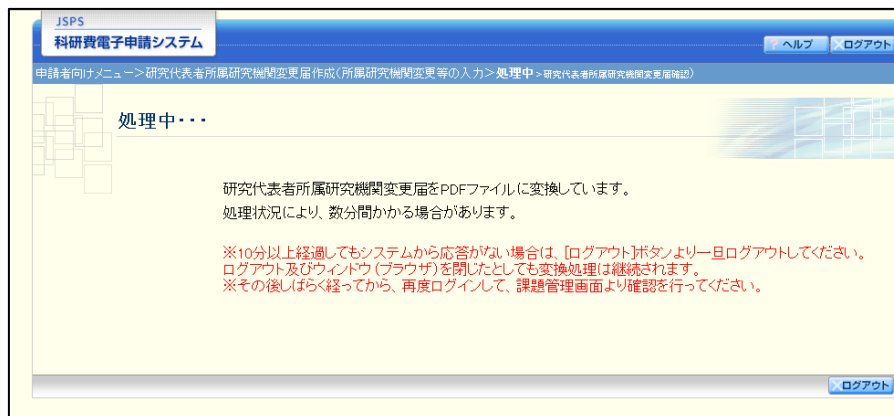 JSPS
科研費電子申請システム
ヘルプ
ログアウト
申請者向けメニュー>研究代表者所属研究機関変更届作成(所属研究機関変更等の入力>処理中>研究代表者所属研究機関変更届確認)
処理中・・・
研究代表者所属研究機関変更届をPDFファイルに変換しています。
処理状況により、数分間かかる場合があります。
※10分以上経過してもシステムから応答がない場合は、[ログアウト]ボタンより一旦ログアウトしてください。
ログアウト及びウィンドウ(ブラウザ)を閉じたとしても変換処理は継続されます。
※その後しばらく経ってから、再度ログインして、課題管理画面より確認を行ってください。
ログアウト